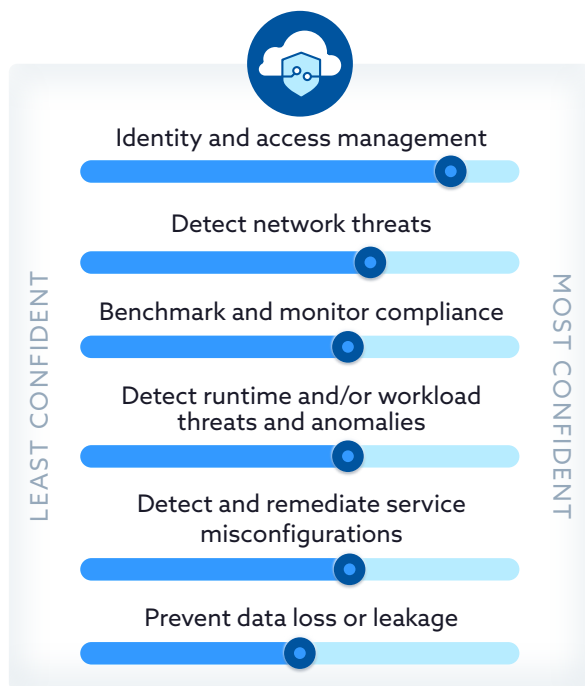 Identity and access management
Detect network threats
Benchmark and monitor compliance
Detect runtime and/or workload
threats and anomalies
Detect and remediate service
misconfigurations
Prevent data loss or leakage
LEAST CONFIDENT
MOST CONFIDENT